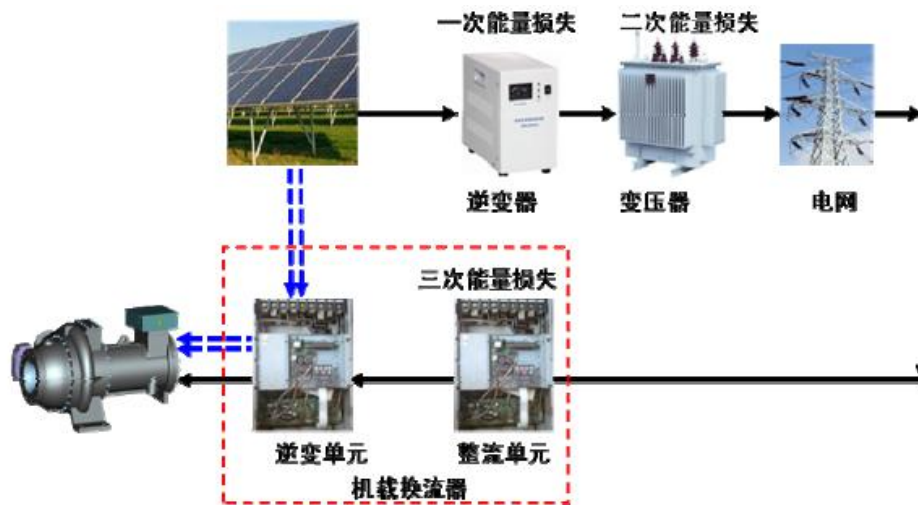 一次能量损失
二次能量损失
逆变器
变压器
电网
三次能量损失
逆变单元
整流单元
机载换流器